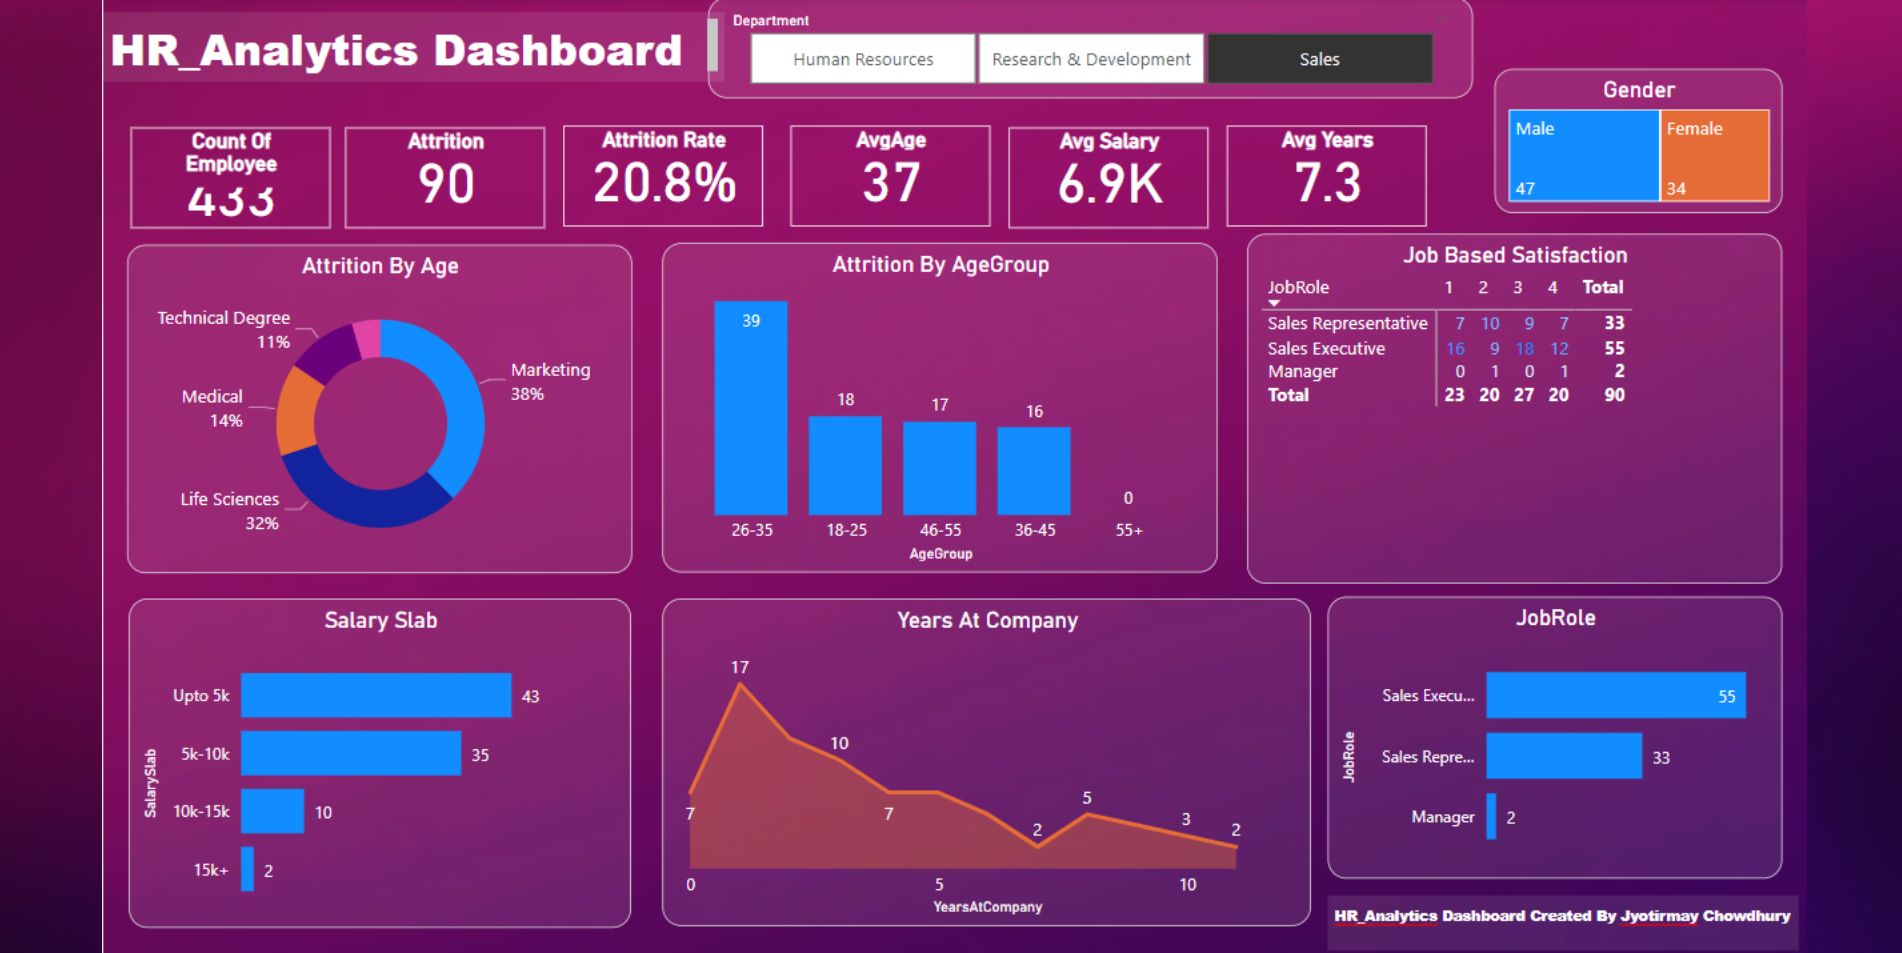 HR_Analytics Dashboard
Department
Human Resources
Research & Development
Sales
Gender
Male
Female
47
34
Count Of
Employee
433
Attrition
90
Attrition Rate
20.8%
AvgAge
37
Avg Salary
6.9K
Avg Years
7.3
Attrition By Age
Technical Degree
11%
Marketing
38%
Medical
14%
Life Sciences
32%
Attrition By AgeGroup
39
18
17
16
0
26-35
18-25
46-55
36-45
55+
AgeGroup
Job Based Satisfaction
JobRole 1 2 3 4 Total
Sales Representative 7 10 9 7 33
Sales Executive 16 9 18 12 55
Manager 0 1 0 1 2
Total 23 20 27 20 90
Salary Slab
SalarySlab
Upto 5k 43
5k-10k 35
10k-15k 10
15k+ 2
Years At Company
17
10
7
7
5
2
3
2
0
5
10
YearsAtCompany
JobRole
JobRole
Sales Execu... 55
Sales Repre... 33
Manager 2
HR_Analytics Dashboard Created By Jyotirmay Chowdhury